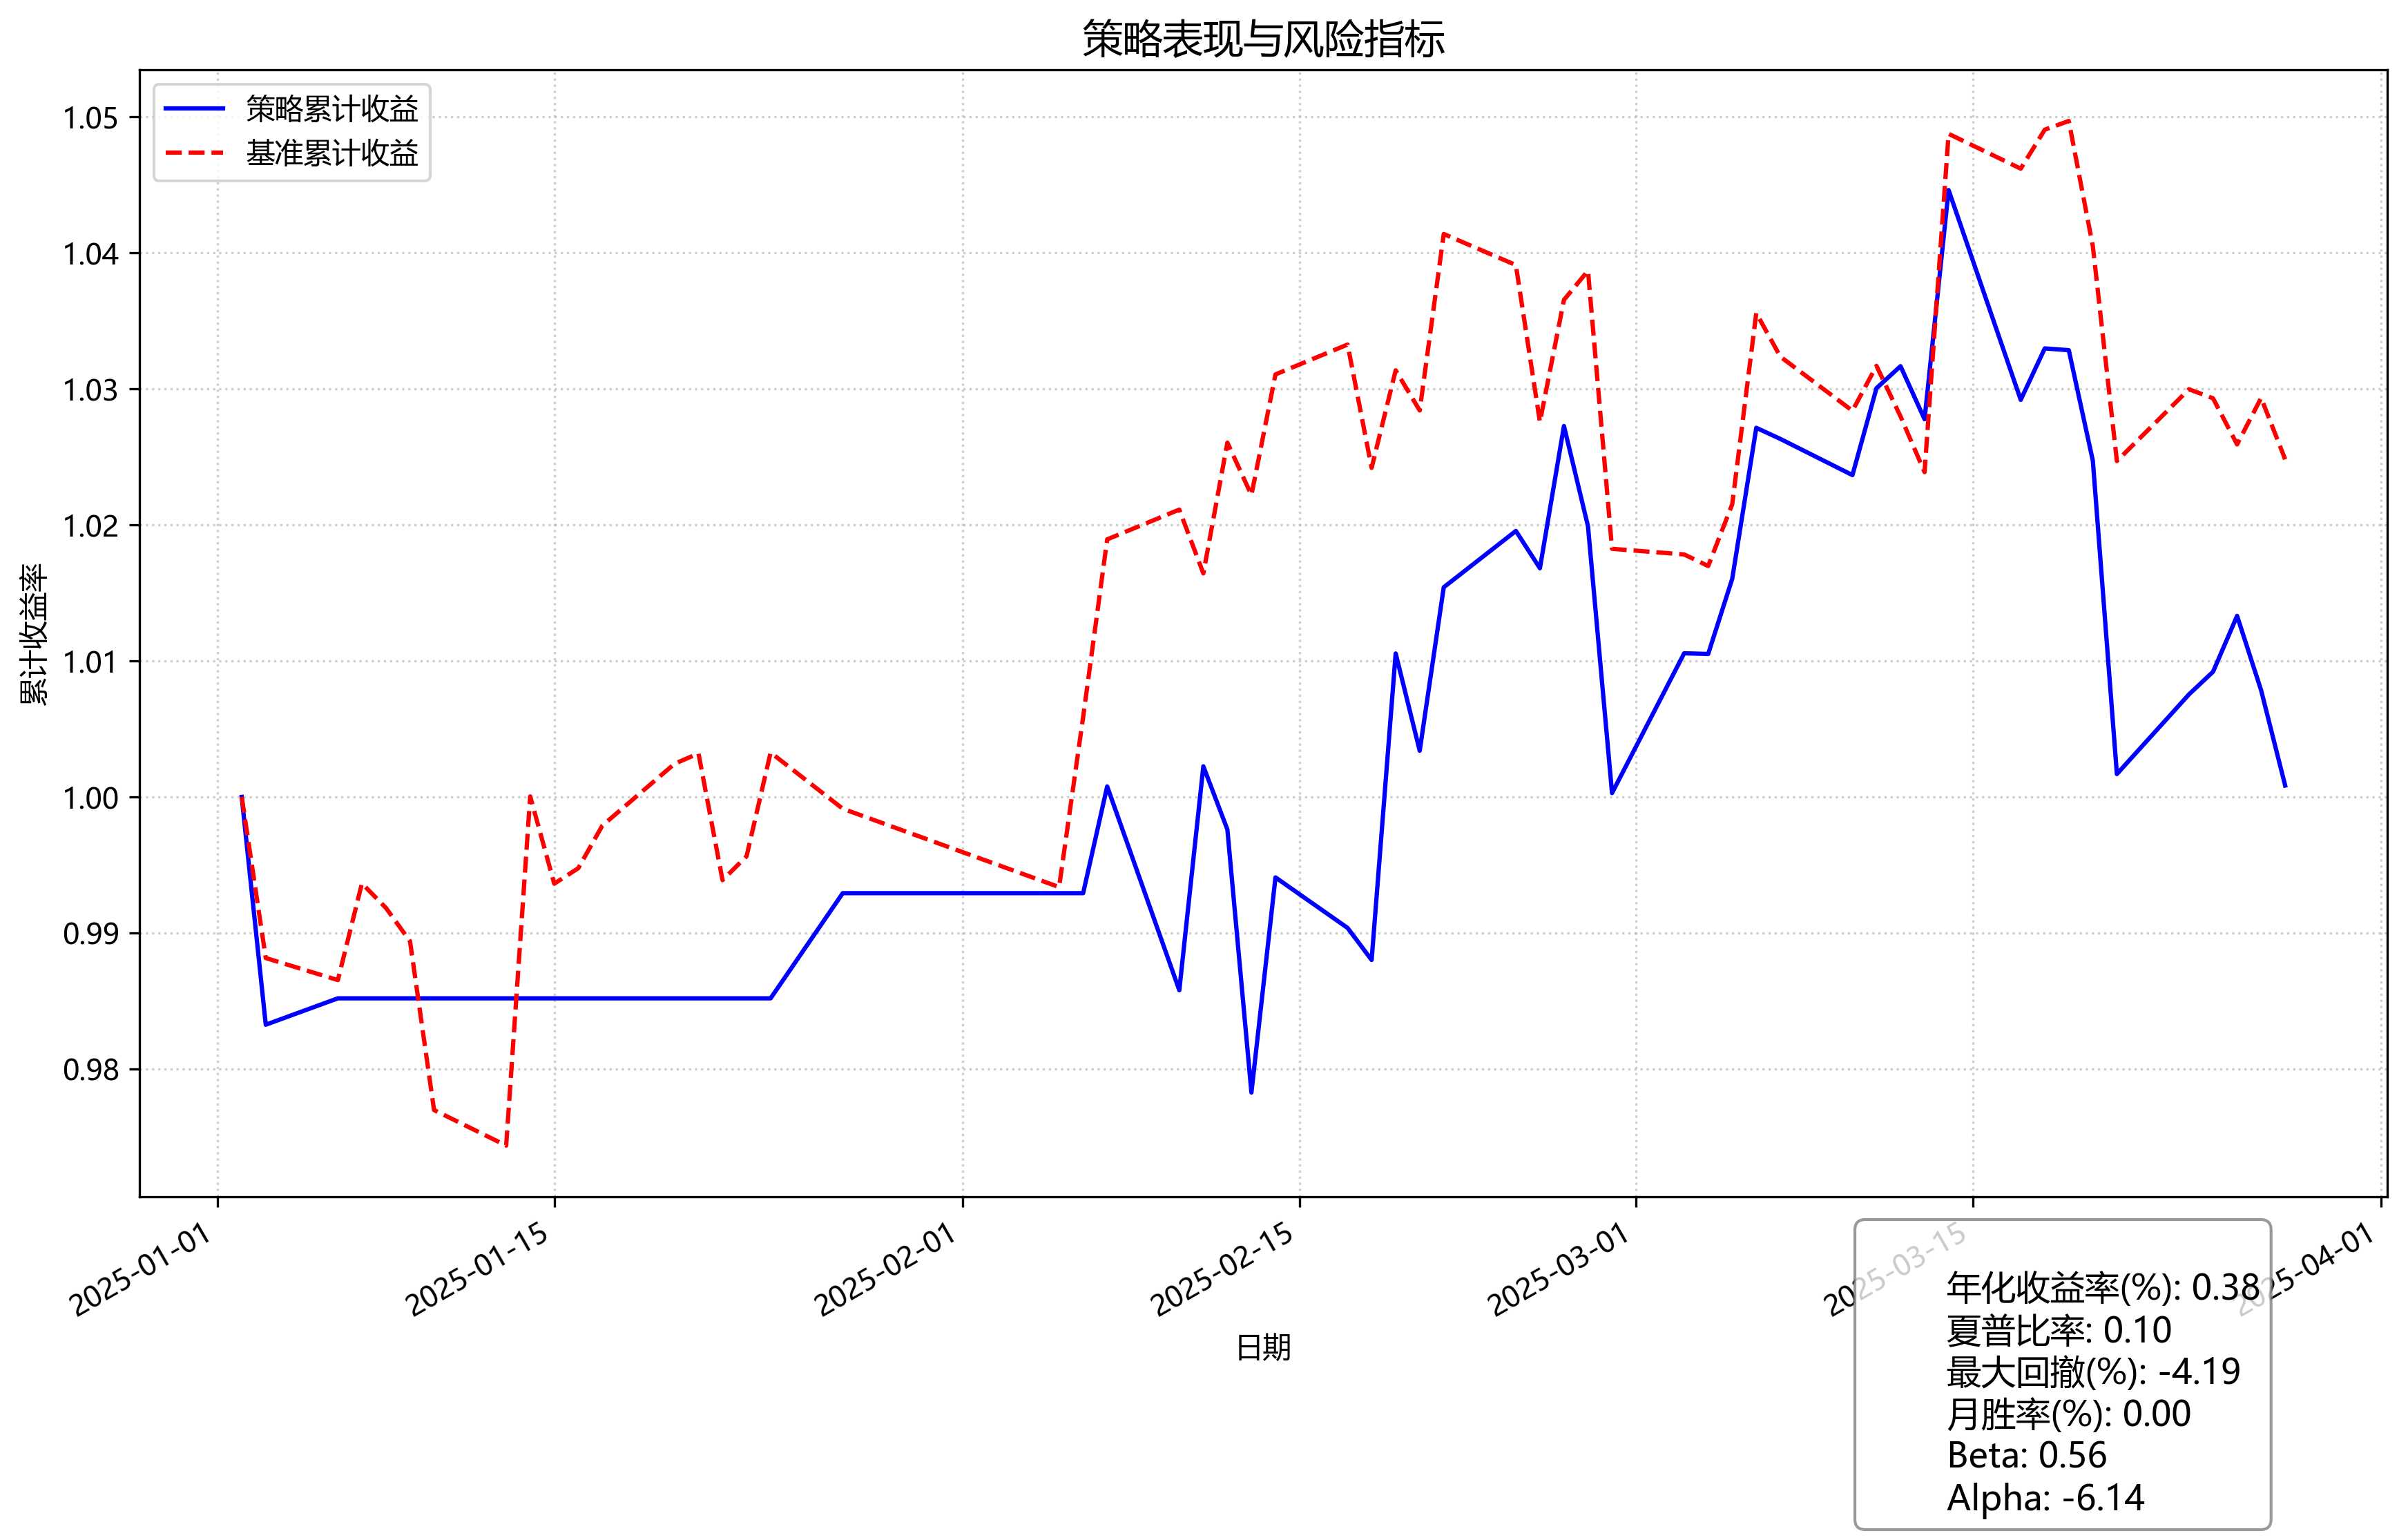 策略表现与风险指标
策略累计收益
基准累计收益
1.05
1.04
1.03
1.02
1.01
1.00
0.99
0.98
累计收益率
2025-01-01
2025-01-15
2025-02-01
2025-02-15
2025-03-01
2025-03-15
2025-04-01
日期
年化收益率(%): 0.38
夏普比率: 0.10
最大回撤(%): -4.19
月胜率(%): 0.00
Beta: 0.56
Alpha: -6.14